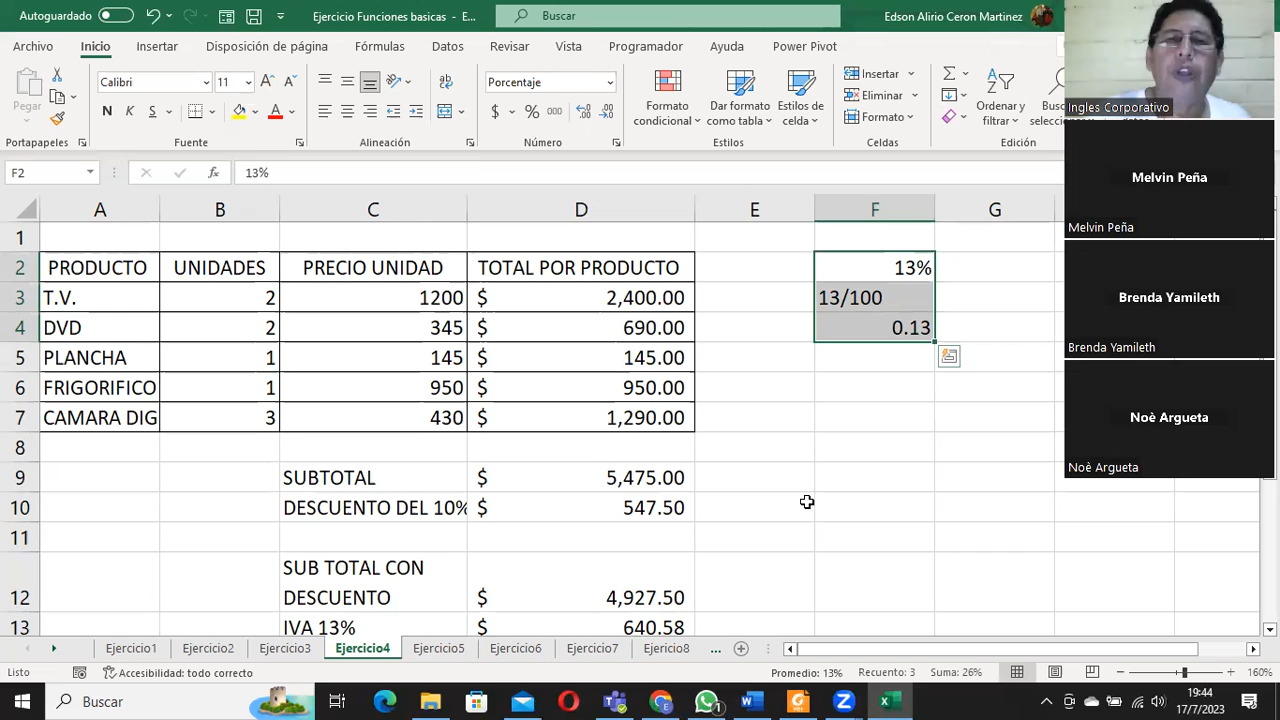 Autoguardado
Ejercicio Funciones basicas - E...
Buscar
Edson Alirio Ceron Martinez
Archivo Inicio Insertar Disposición de página Fórmulas Datos Revisar Vista Programador Ayuda Power Pivot
Pegar
Calibri 11
N K S
Porcentaje
$ % 000
Formato condicional
Dar formato como tabla
Estilos de celda
Insertar
Eliminar
Formato
Ordenar y filtrar
Portapapeles Fuente Alineación Número Estilos Celdas Edición
F2 fx 13%
A B C D E F G
1
2 PRODUCTO UNIDADES PRECIO UNIDAD TOTAL POR PRODUCTO 13%
3 T.V. 2 1200 $ 2,400.00 13/100
4 DVD 2 345 $ 690.00 0.13
5 PLANCHA 1 145 $ 145.00
6 FRIGORIFICO 1 950 $ 950.00
7 CAMARA DIG 3 430 $ 1,290.00
8
9 SUBTOTAL $ 5,475.00
10 DESCUENTO DEL 10% $ 547.50
11
SUB TOTAL CON
12 DESCUENTO $ 4,927.50
13 IVA 13% $ 640.58
Ejercicio1 Ejercicio2 Ejercicio3 Ejercicio4 Ejercicio5 Ejercicio6 Ejercicio7 Ejercio8 ...
Listo Accesibilidad: todo correcto Promedio: 13% Recuento: 3 Suma: 26% 160%
Buscar
19:44
17/7/2023
Ingles Corporativo
Melvin Peña
Melvin Peña
Brenda Yamileth
Brenda Yamileth
Noè Argueta
Noè Argueta